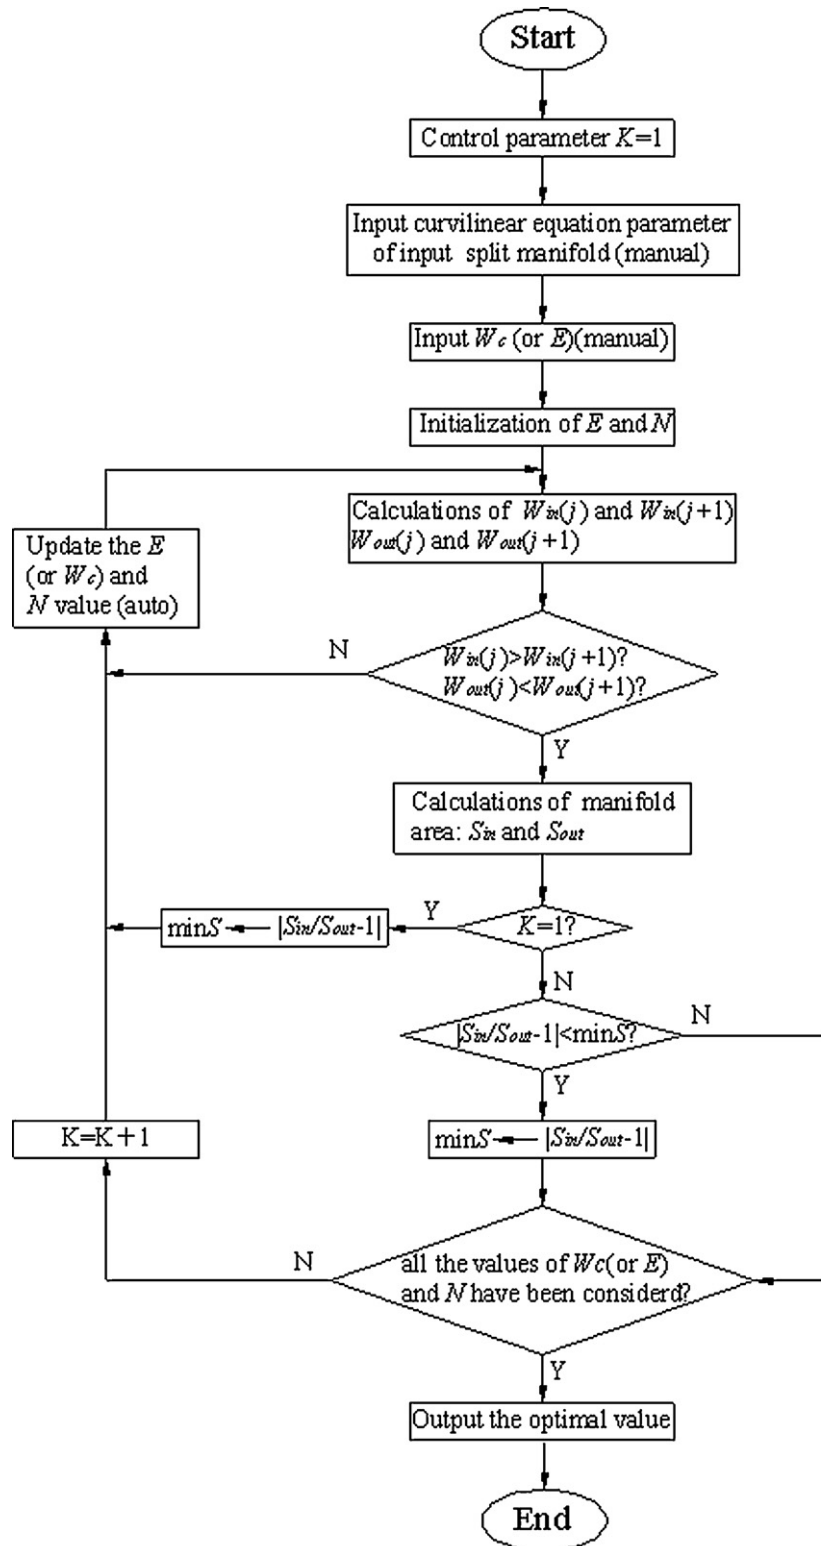 Start
Control parameter K=1
Input curvilinear equation parameter
of input split manifold (manual)
Input Wc (or E)(manual)
Initialization of E and N
Calculations of Win(j) and Win(j+1)
Wout(j) and Wout(j+1)
Update the E
(or Wc) and
N value (auto)
N
Win(j)>Win(j+1)?
Wout(j)<Wout(j+1)?
Y
Calculations of manifold
area: Sin and Sout
minS ← |Sin/Sout-1|
Y
K=1?
N
|Sin/Sout-1|<minS?
N
Y
K=K+1
minS ← |Sin/Sout-1|
N
all the values of Wc(or E)
and N have been considerd?
Y
Output the optimal value
End